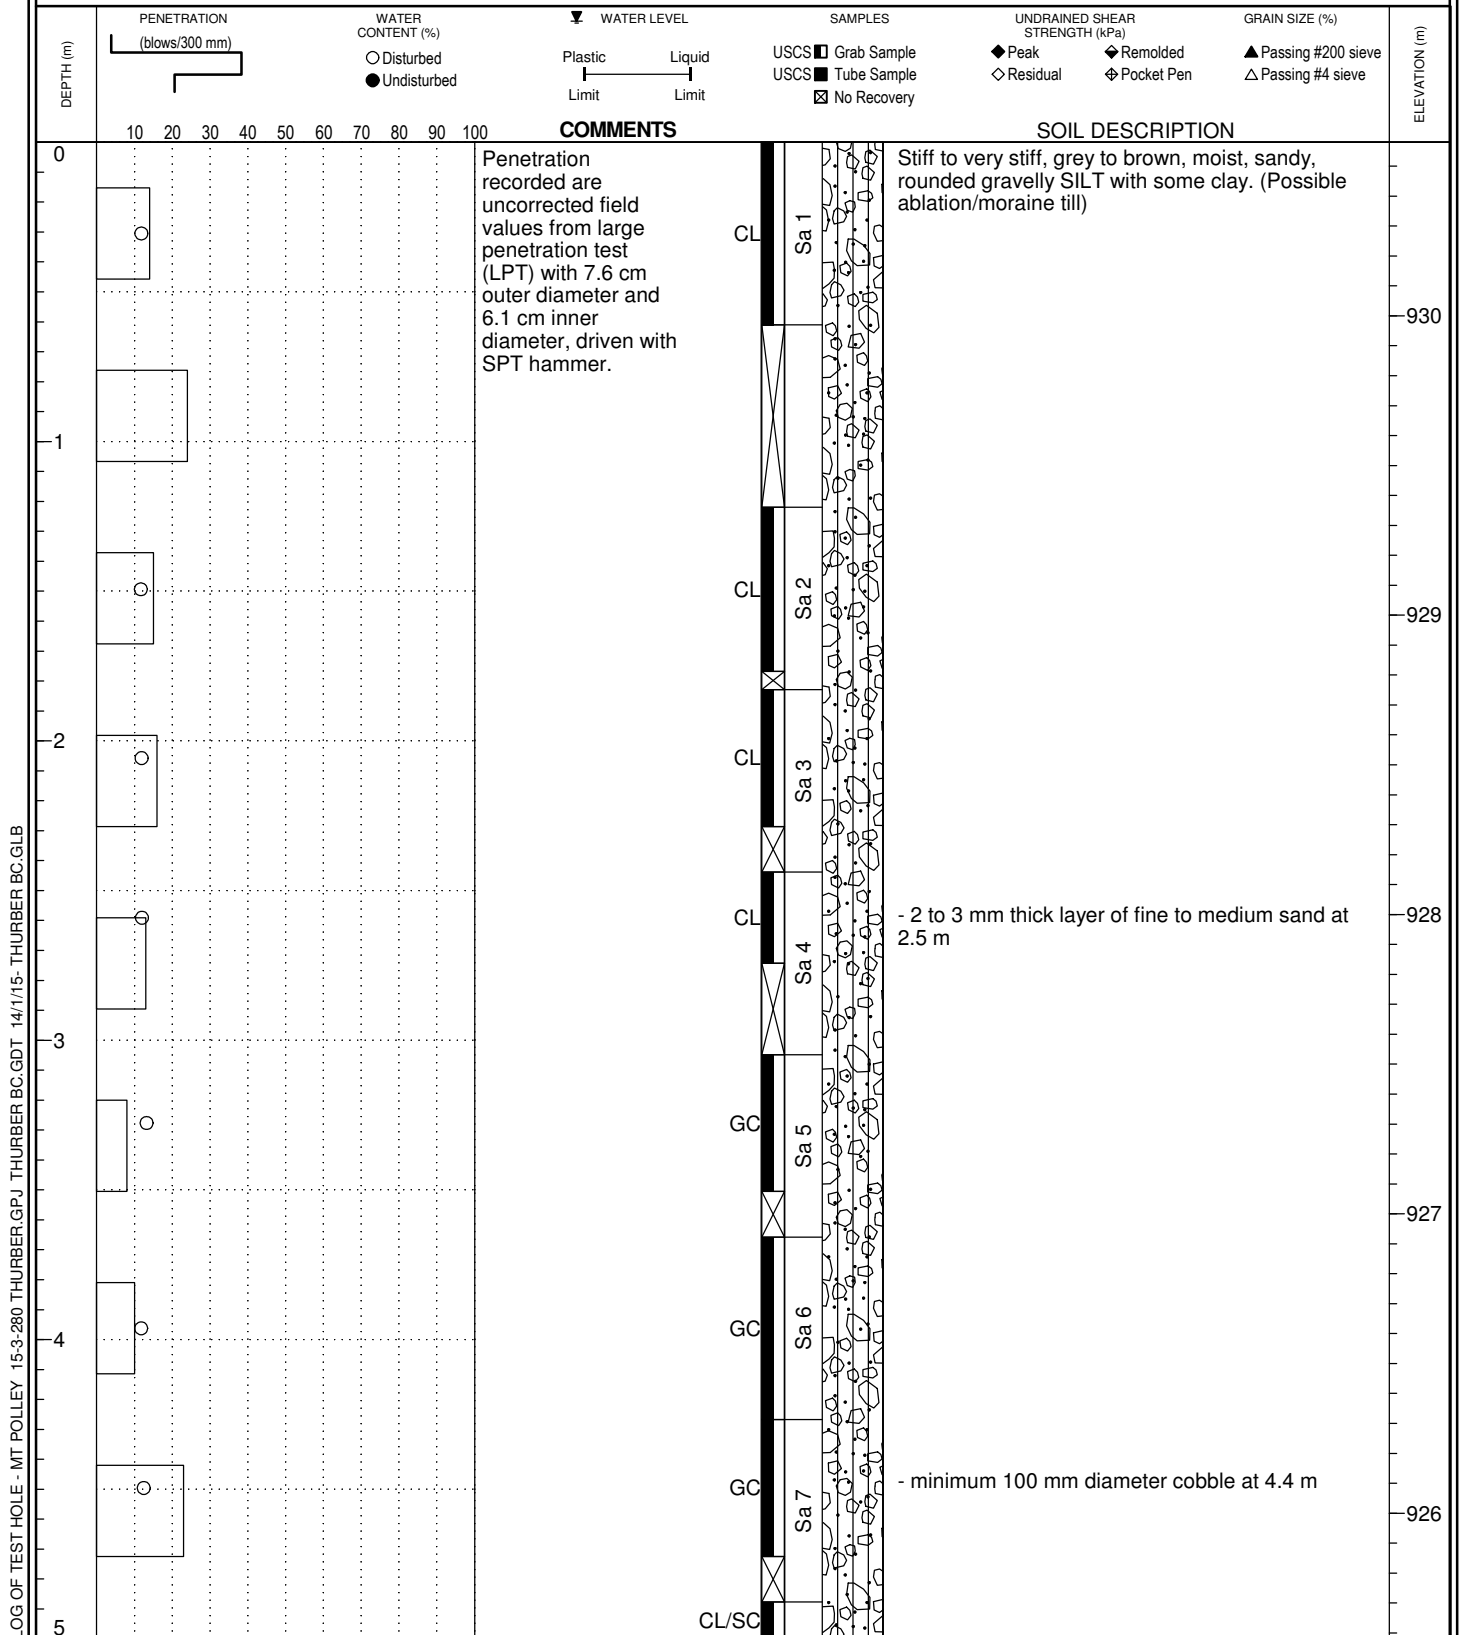 DEPTH (m)
PENETRATION
(blows/300 mm)
WATER
CONTENT (%)
Disturbed
Undisturbed
WATER LEVEL
Plastic Liquid
Limit Limit
SAMPLES
USCS Grab Sample
USCS Tube Sample
No Recovery
UNDRAINED SHEAR
STRENGTH (kPa)
Peak Remolded
Residual Pocket Pen
GRAIN SIZE (%)
Passing #200 sieve
Passing #4 sieve
ELEVATION (m)
10 20 30 40 50 60 70 80 90 100
COMMENTS
SOIL DESCRIPTION
0
Penetration
recorded are
uncorrected field
values from large
penetration test
(LPT) with 7.6 cm
outer diameter and
6.1 cm inner
diameter, driven with
SPT hammer.
Stiff to very stiff, grey to brown, moist, sandy,
rounded gravelly SILT with some clay. (Possible
ablation/moraine till)
CL
Sa 1
930
1
CL
Sa 2
929
2
CL
Sa 3
CL
Sa 4
- 2 to 3 mm thick layer of fine to medium sand at
2.5 m
928
3
GC
Sa 5
927
GC
Sa 6
4
GC
Sa 7
- minimum 100 mm diameter cobble at 4.4 m
926
CL/SC
5
LOG OF TEST HOLE - MT POLLEY 15-3-280 THURBER.GPJ THURBER BC.GDT 14/1/15- THURBER BC.GLB